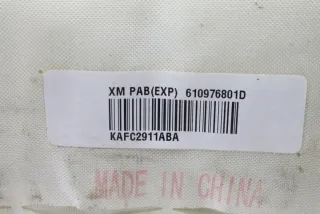 XM PAB(EXP) 610976801D
KAFC2911ABA
MADE IN CHINA